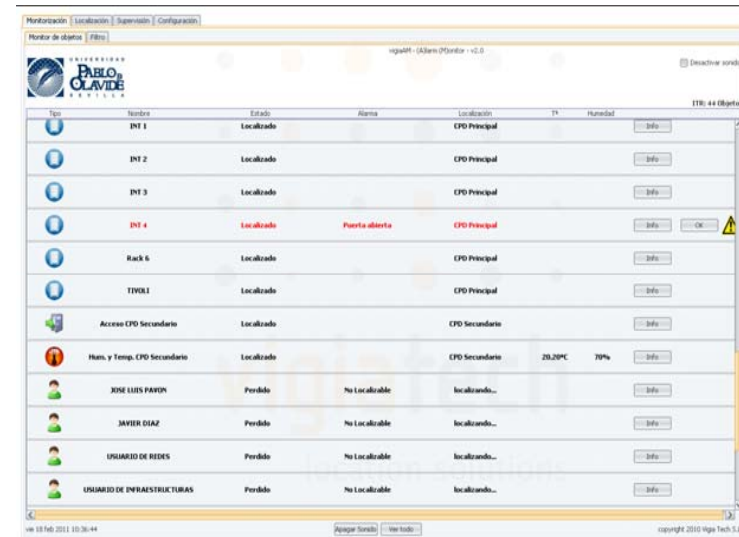 Monitorización Localización Supervisión Configuración
Monitor de objetos Filtro
vigiaAM - (A)larm (M)onitor - v2.0
UNIVERSIDAD
PABLO DE OLAVIDE
SEVILLA
Desactivar sonido
ITR: 44 Objeto
Tipo Nombre Estado Alarma Localización Tª Humedad
INT 1 Localizado CPD Principal Info
INT 2 Localizado CPD Principal Info
INT 3 Localizado CPD Principal Info
INT 4 Localizado Puerta abierta CPD Principal Info OK
Rack 6 Localizado CPD Principal Info
TIVOLI Localizado CPD Principal Info
Acceso CPD Secundario Localizado CPD Secundario Info
Hum. y Temp. CPD Secundario Localizado CPD Secundario 20.20ºC 70% Info
JOSE LUIS PAVON Perdido No Localizable localizando... Info
JAVIER DIAZ Perdido No Localizable localizando... Info
USUARIO DE REDES Perdido No Localizable localizando... Info
USUARIO DE INFRAESTRUCTURAS Perdido No Localizable localizando... Info
vigiatech
location solutions
vie 18 feb 2011 10:36:44 Apagar Sonido Ver todo copyright 2010 Vigia Tech S.L